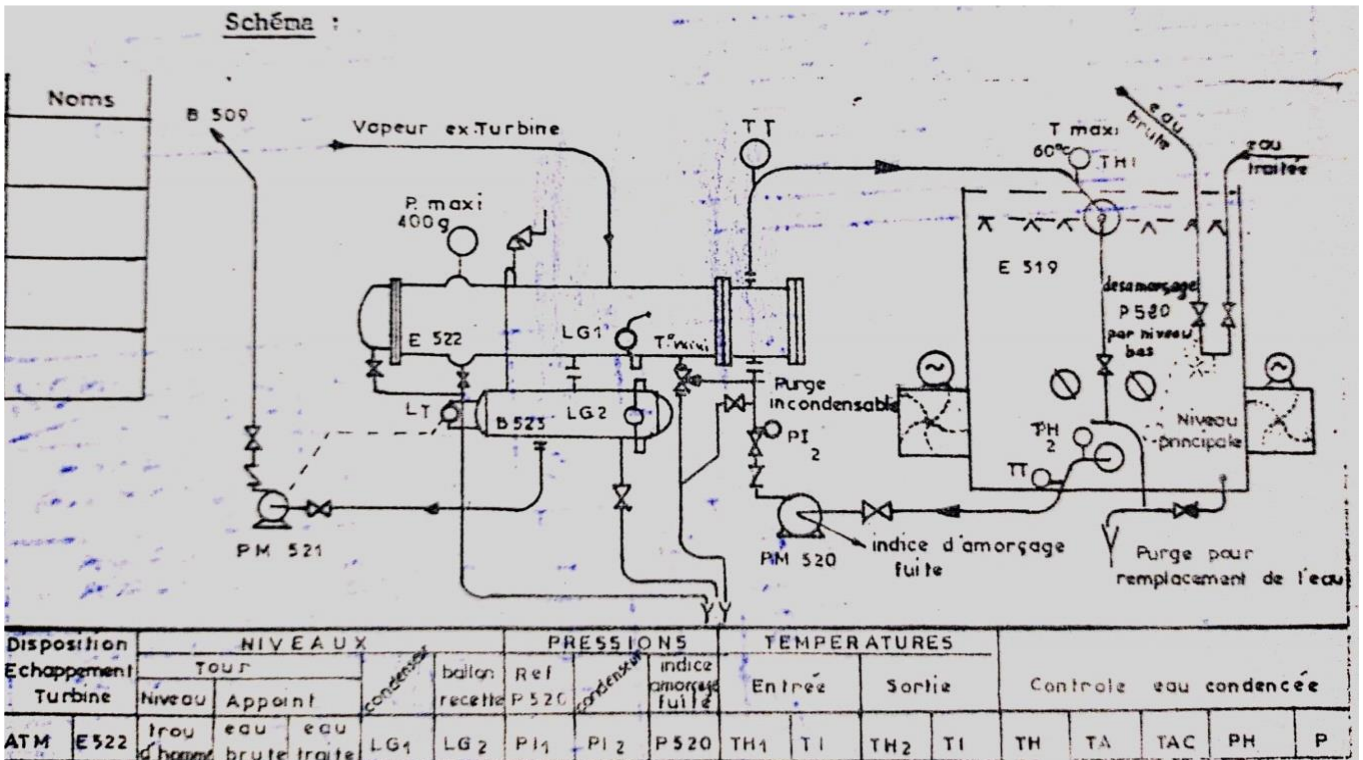 Schéma :
Noms
B 509
Vapeur ex.Turbine
P. maxi
400g
TT
T maxi
60°c
TH1
eau
brute
eau
traitée
E 519
desamorçage
P520
par niveau
bas
E 522
LG1
T° maxi
LT
B 523
LG2
Purge
incondensable
PI
2
TH
2
TT
Niveau
principale
PM 521
PM 520
indice d'amorçage
fuite
Purge pour
remplacement de l'eau
Disposition
Echappement
Turbine
NIVEAUX
PRESSIONS
TEMPERATURES
Tour
Niveau
Appoint
condenseur
ballon
recette
Ref
P520
condenseur
indice
amorçage
fuite
Entrée
Sortie
Controle eau condencée
ATM
E522
trou
d'homme
eau
brute
eau
traite
LG1
LG2
PI1
PI2
P520
TH1
TI
TH2
TI
TH
TA
TAC
PH
P